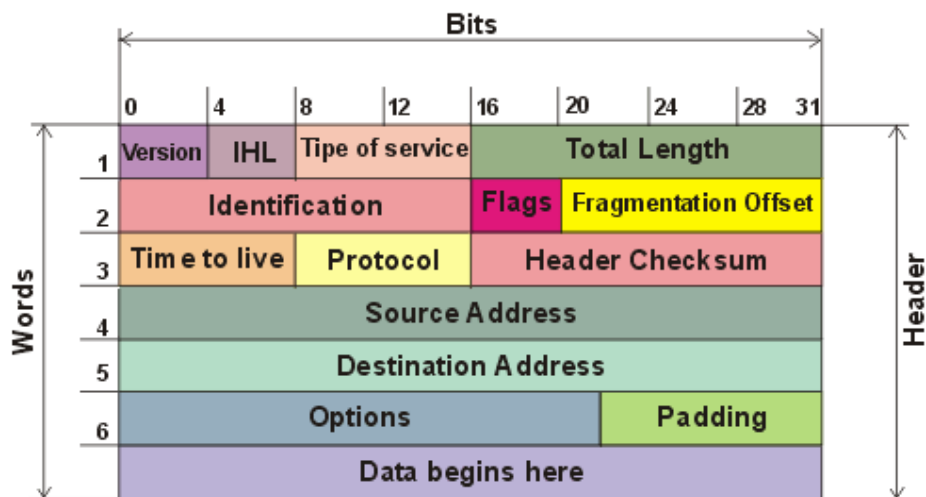 Bits
0 4 8 12 16 20 24 28 31
1 Version IHL Tipe of service Total Length
2 Identification Flags Fragmentation Offset
3 Time to live Protocol Header Checksum
4 Source Address
5 Destination Address
6 Options Padding
Data begins here
Words
Header